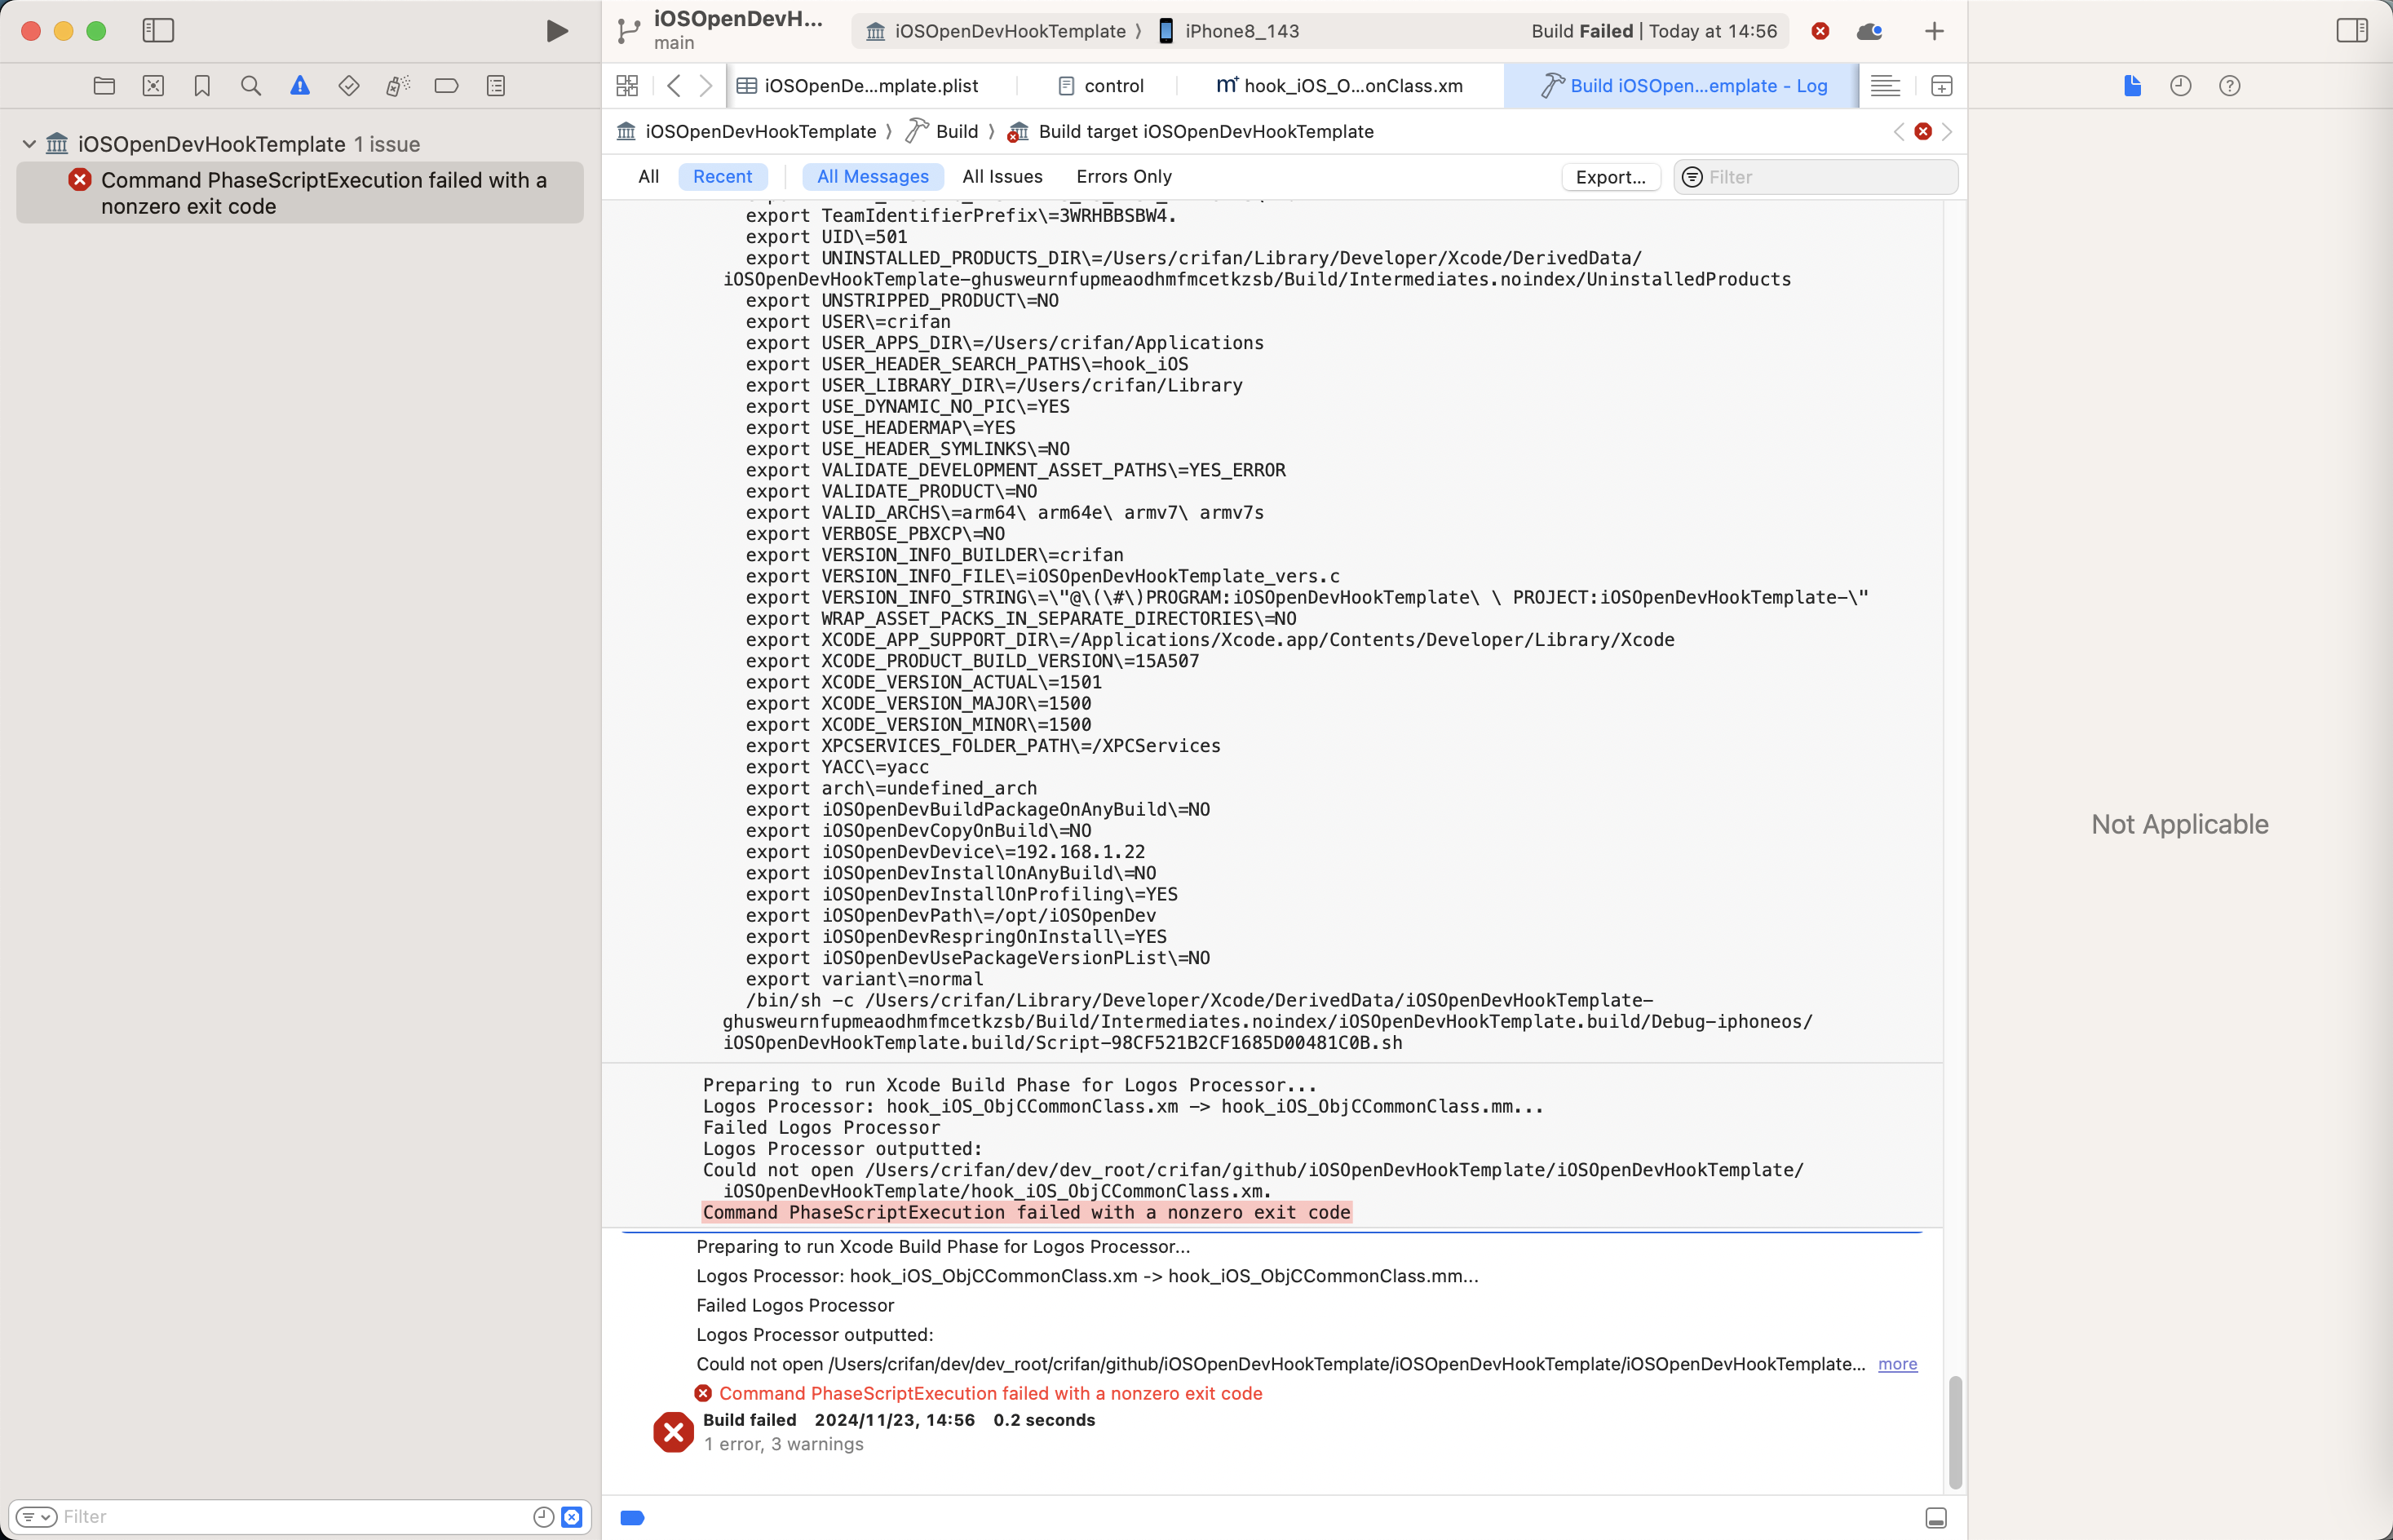 iOSOpenDevH...
main
iOSOpenDevHookTemplate 〉 iPhone8_143
Build Failed | Today at 14:56
iOSOpenDe...mplate.plist
control
m+ hook_iOS_O...onClass.xm
Build iOSOpen...emplate - Log
iOSOpenDevHookTemplate 1 issue
Command PhaseScriptExecution failed with a
nonzero exit code
iOSOpenDevHookTemplate 〉 Build 〉 Build target iOSOpenDevHookTemplate
All Recent All Messages All Issues Errors Only Export... Filter
export TeamIdentifierPrefix\=3WRHBBSBW4.
export UID\=501
export UNINSTALLED_PRODUCTS_DIR\=/Users/crifan/Library/Developer/Xcode/DerivedData/
iOSOpenDevHookTemplate-ghusweurnfupmeaodhmfmcetkzsb/Build/Intermediates.noindex/UninstalledProducts
export UNSTRIPPED_PRODUCT\=NO
export USER\=crifan
export USER_APPS_DIR\=/Users/crifan/Applications
export USER_HEADER_SEARCH_PATHS\=hook_iOS
export USER_LIBRARY_DIR\=/Users/crifan/Library
export USE_DYNAMIC_NO_PIC\=YES
export USE_HEADERMAP\=YES
export USE_HEADER_SYMLINKS\=NO
export VALIDATE_DEVELOPMENT_ASSET_PATHS\=YES_ERROR
export VALIDATE_PRODUCT\=NO
export VALID_ARCHS\=arm64\ arm64e\ armv7\ armv7s
export VERBOSE_PBXCP\=NO
export VERSION_INFO_BUILDER\=crifan
export VERSION_INFO_FILE\=iOSOpenDevHookTemplate_vers.c
export VERSION_INFO_STRING\=\"@\(\#\)PROGRAM:iOSOpenDevHookTemplate\ \ PROJECT:iOSOpenDevHookTemplate-\"
export WRAP_ASSET_PACKS_IN_SEPARATE_DIRECTORIES\=NO
export XCODE_APP_SUPPORT_DIR\=/Applications/Xcode.app/Contents/Developer/Library/Xcode
export XCODE_PRODUCT_BUILD_VERSION\=15A507
export XCODE_VERSION_ACTUAL\=1501
export XCODE_VERSION_MAJOR\=1500
export XCODE_VERSION_MINOR\=1500
export XPCSERVICES_FOLDER_PATH\=/XPCServices
export YACC\=yacc
export arch\=undefined_arch
export iOSOpenDevBuildPackageOnAnyBuild\=NO
export iOSOpenDevCopyOnBuild\=NO
export iOSOpenDevDevice\=192.168.1.22
export iOSOpenDevInstallOnAnyBuild\=NO
export iOSOpenDevInstallOnProfiling\=YES
export iOSOpenDevPath\=/opt/iOSOpenDev
export iOSOpenDevRespringOnInstall\=YES
export iOSOpenDevUsePackageVersionPList\=NO
export variant\=normal
/bin/sh -c /Users/crifan/Library/Developer/Xcode/DerivedData/iOSOpenDevHookTemplate-
ghusweurnfupmeaodhmfmcetkzsb/Build/Intermediates.noindex/iOSOpenDevHookTemplate.build/Debug-iphoneos/
iOSOpenDevHookTemplate.build/Script-98CF521B2CF1685D00481C0B.sh
Preparing to run Xcode Build Phase for Logos Processor...
Logos Processor: hook_iOS_ObjCCommonClass.xm -> hook_iOS_ObjCCommonClass.mm...
Failed Logos Processor
Logos Processor outputted:
Could not open /Users/crifan/dev/dev_root/crifan/github/iOSOpenDevHookTemplate/iOSOpenDevHookTemplate/
iOSOpenDevHookTemplate/hook_iOS_ObjCCommonClass.xm.
Command PhaseScriptExecution failed with a nonzero exit code
Preparing to run Xcode Build Phase for Logos Processor...
Logos Processor: hook_iOS_ObjCCommonClass.xm -> hook_iOS_ObjCCommonClass.mm...
Failed Logos Processor
Logos Processor outputted:
Could not open /Users/crifan/dev/dev_root/crifan/github/iOSOpenDevHookTemplate/iOSOpenDevHookTemplate/iOSOpenDevHookTemplate... more
Command PhaseScriptExecution failed with a nonzero exit code
Build failed 2024/11/23, 14:56 0.2 seconds
1 error, 3 warnings
Not Applicable
Filter